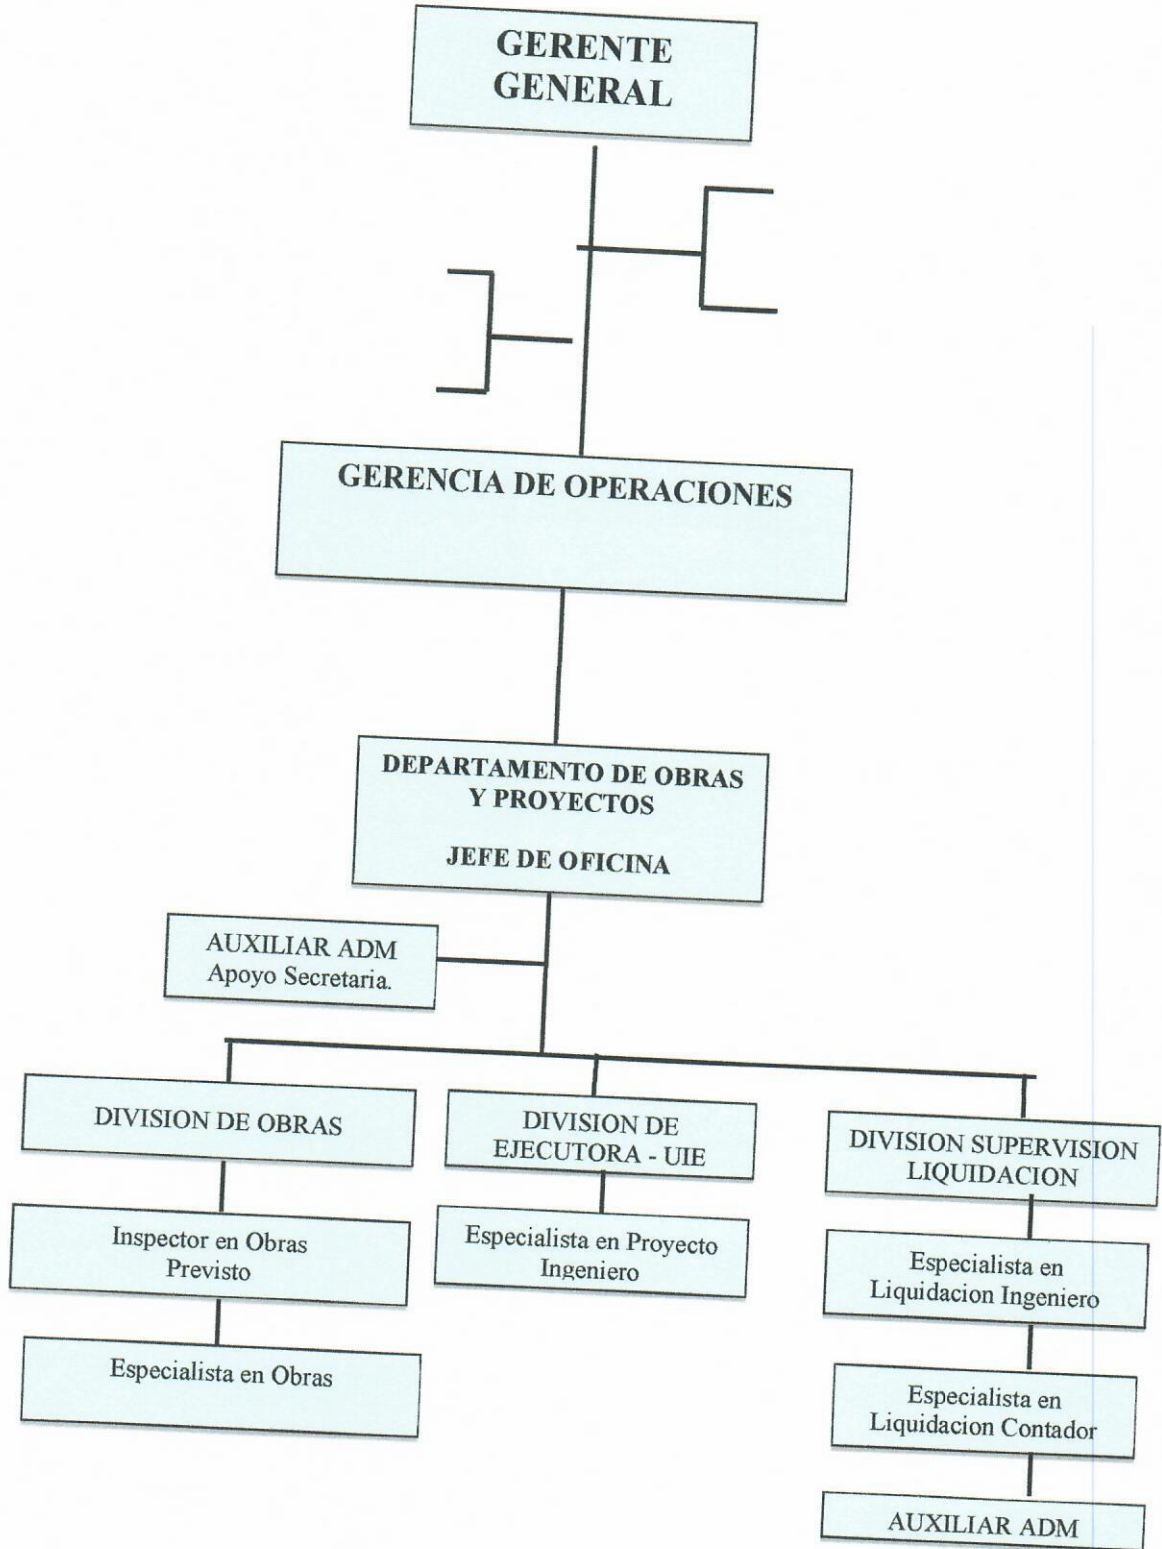 GERENTE
GENERAL
GERENCIA DE OPERACIONES
DEPARTAMENTO DE OBRAS
Y PROYECTOS
JEFE DE OFICINA
AUXILIAR ADM
Apoyo Secretaria.
DIVISION DE OBRAS
Inspector en Obras
Previsto
Especialista en Obras
DIVISION DE
EJECUTORA - UIE
Especialista en Proyecto
Ingeniero
DIVISION SUPERVISION
LIQUIDACION
Especialista en
Liquidacion Ingeniero
Especialista en
Liquidacion Contador
AUXILIAR ADM